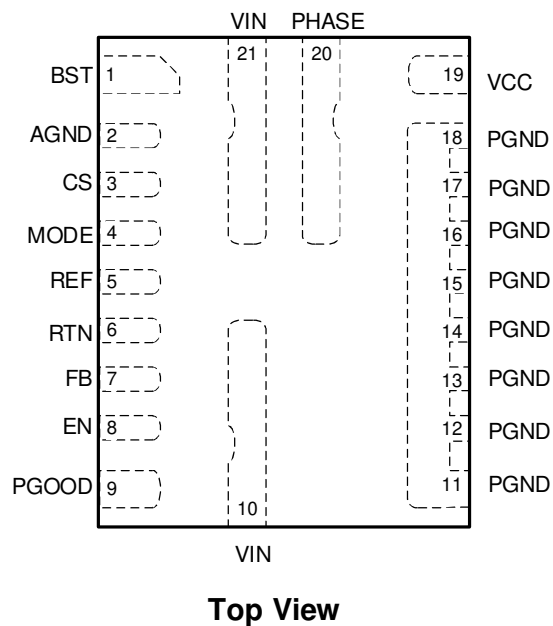 VIN PHASE
21 20
BST 1 19 VCC
AGND 2 18 PGND
CS 3 17 PGND
MODE 4 16 PGND
REF 5 15 PGND
RTN 6 14 PGND
FB 7 13 PGND
EN 8 12 PGND
PGOOD 9 11 PGND
10
VIN
Top View